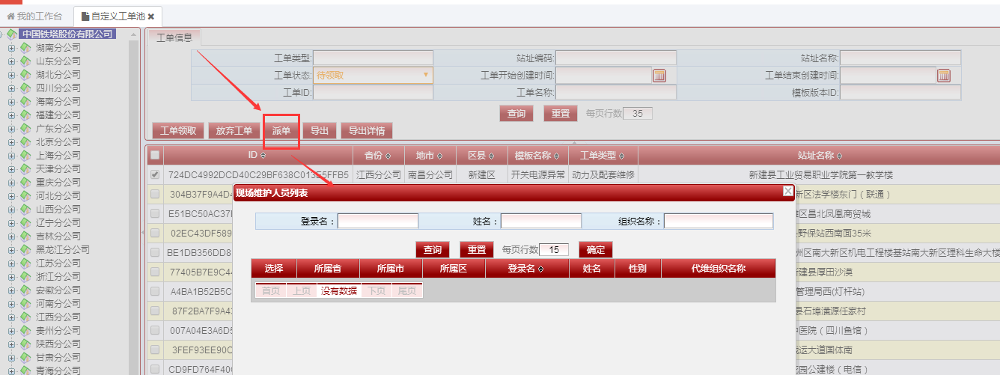 我的工作台 自定义工单池
中国铁塔股份有限公司
湖南分公司
山东分公司
湖北分公司
四川分公司
海南分公司
福建分公司
广东分公司
北京分公司
上海分公司
天津分公司
重庆分公司
河北分公司
山西分公司
辽宁分公司
吉林分公司
黑龙江分公司
江苏分公司
浙江分公司
安徽分公司
河南分公司
江西分公司
贵州分公司
陕西分公司
甘肃分公司
青海分公司
工单信息
工单类型: 站址编码: 站址名称:
工单状态: 待领取 工单开始创建时间: 工单结束创建时间:
工单ID: 工单名称: 模板版本ID:
查询 重置 每页行数 35
工单领取 放弃工单 派单 导出 导出详情
ID 省份 地市 区县 模板名称 工单类型 站址名称
724DC4992DCD40C29BF638C013E5FFB5 江西分公司 南昌分公司 新建区 开关电源异常 动力及配套维修 新建县工业贸易职业学院第一教学楼
304B37F9A4D4 新区法学楼东门（联通）
E51BC50AC37 区昌北凤凰商贸城
02EC43DF589 野保站西南面35米
BE1DB356DD8 州区南大新区机电工程楼基站南大新区理科生命大楼
77405B7E9C44 新建县厚田沙漠
A4BA1B52B5C 管理局西(灯杆站)
87F2BA7F9A43 县石埠潢源任家村
007A04E3A6D5 中医院（四川鱼馆）
3FEF93EE90C 运大道国体南
CD9FD764F40 花园公建楼（电信）
现场维护人员列表
登录名： 姓名： 组织名称：
查询 重置 每页行数 15 确定
选择 所属省 所属市 所属区 登录名 姓名 性别 代维组织名称
首页 上页 没有数据 下页 尾页